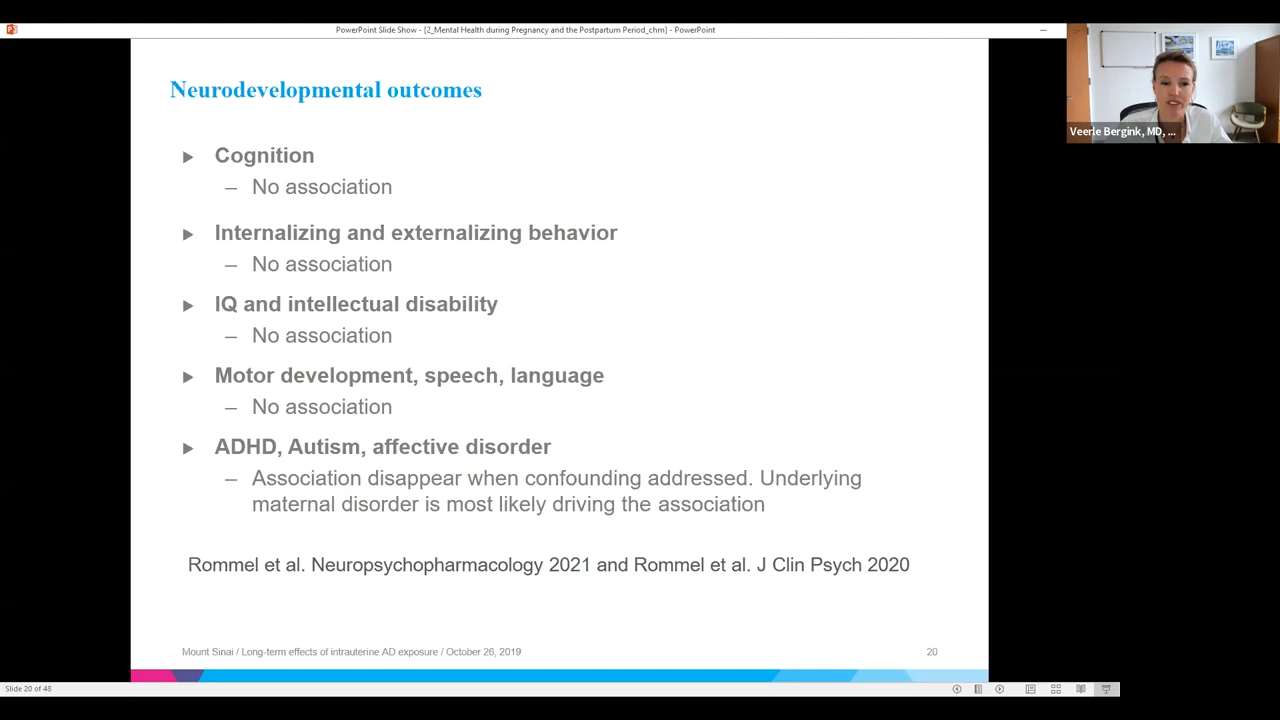 PowerPoint Slide Show - [2_Mental Health during Pregnancy and the Postpartum Period_chm] - PowerPoint
Veerle Bergink, MD, ...
Neurodevelopmental outcomes
Cognition
– No association
Internalizing and externalizing behavior
– No association
IQ and intellectual disability
– No association
Motor development, speech, language
– No association
ADHD, Autism, affective disorder
– Association disappear when confounding addressed. Underlying
maternal disorder is most likely driving the association
Rommel et al. Neuropsychopharmacology 2021 and Rommel et al. J Clin Psych 2020
Mount Sinai / Long-term effects of intrauterine AD exposure / October 26, 2019
20
Slide 20 of 48